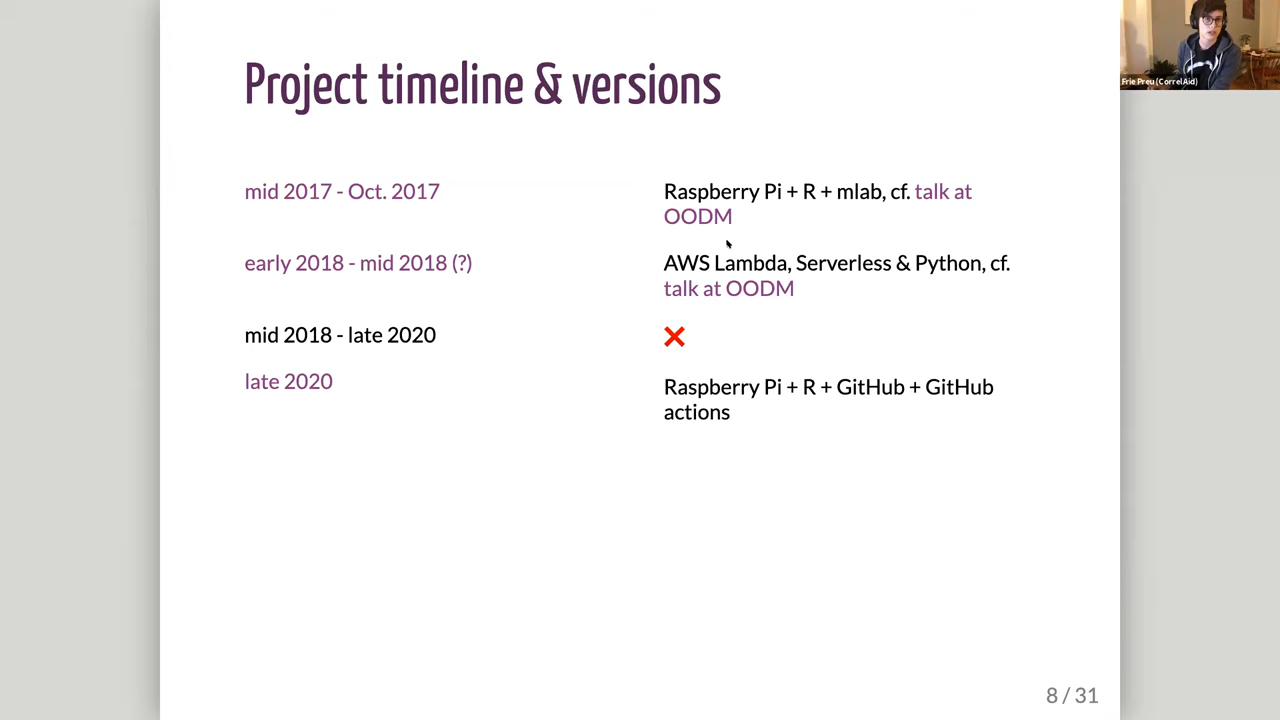 Project timeline & versions
Frie Preu (CorrelAid)
mid 2017 - Oct. 2017
Raspberry Pi + R + mlab, cf. talk at
OODM
early 2018 - mid 2018 (?)
AWS Lambda, Serverless & Python, cf.
talk at OODM
mid 2018 - late 2020
❌
late 2020
Raspberry Pi + R + GitHub + GitHub
actions
8 / 31